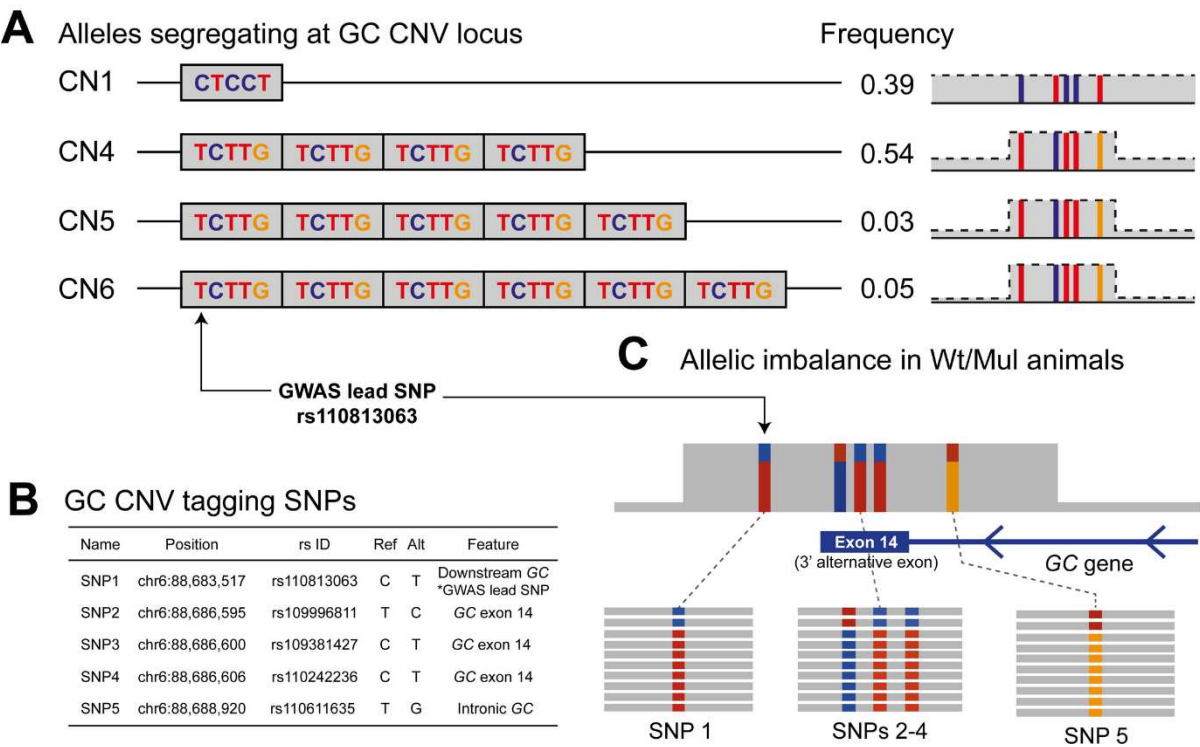 A Alleles segregating at GC CNV locus Frequency
CN1 CTCCT 0.39
CN4 TCTTG TCTTG TCTTG TCTTG 0.54
CN5 TCTTG TCTTG TCTTG TCTTG TCTTG 0.03
CN6 TCTTG TCTTG TCTTG TCTTG TCTTG TCTTG 0.05
GWAS lead SNP
rs110813063
C Allelic imbalance in Wt/Mul animals
Exon 14
(3' alternative exon)
GC gene
SNP 1 SNPs 2-4 SNP 5
B GC CNV tagging SNPs
Name Position rs ID Ref Alt Feature
SNP1 chr6:88,683,517 rs110813063 C T Downstream GC
*GWAS lead SNP
SNP2 chr6:88,686,595 rs109996811 T C GC exon 14
SNP3 chr6:88,686,600 rs109381427 C T GC exon 14
SNP4 chr6:88,686,606 rs110242236 C T GC exon 14
SNP5 chr6:88,688,920 rs110611635 T G Intronic GC